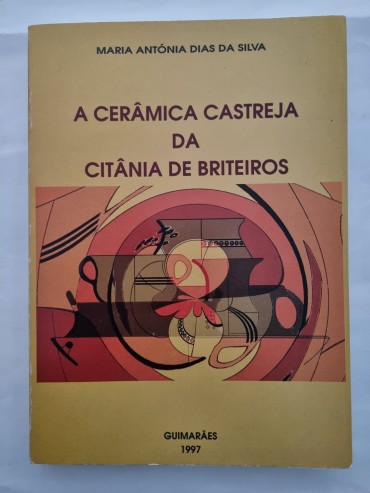 MARIA ANTÓNIA DIAS DA SILVA
A CERÂMICA CASTREJA
DA
CITÂNIA DE BRITEIROS
GUIMARÃES
1997